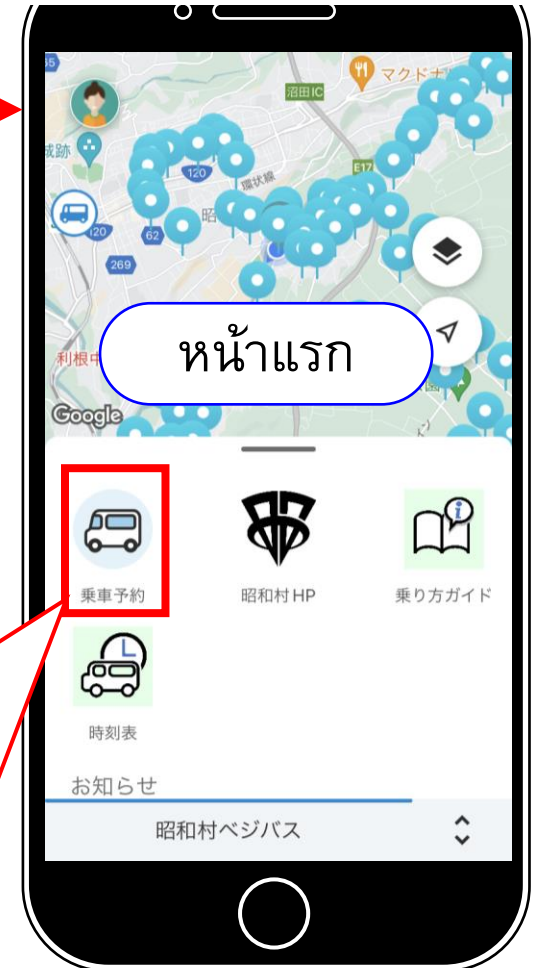 65
マクドナ
沼田IC
城跡
120
E17
環状線
昭
120
62
269
利根中
หน้าแรก
園
Google
乗車予約
昭和村HP
乗り方ガイド
時刻表
お知らせ
昭和村ベジバス